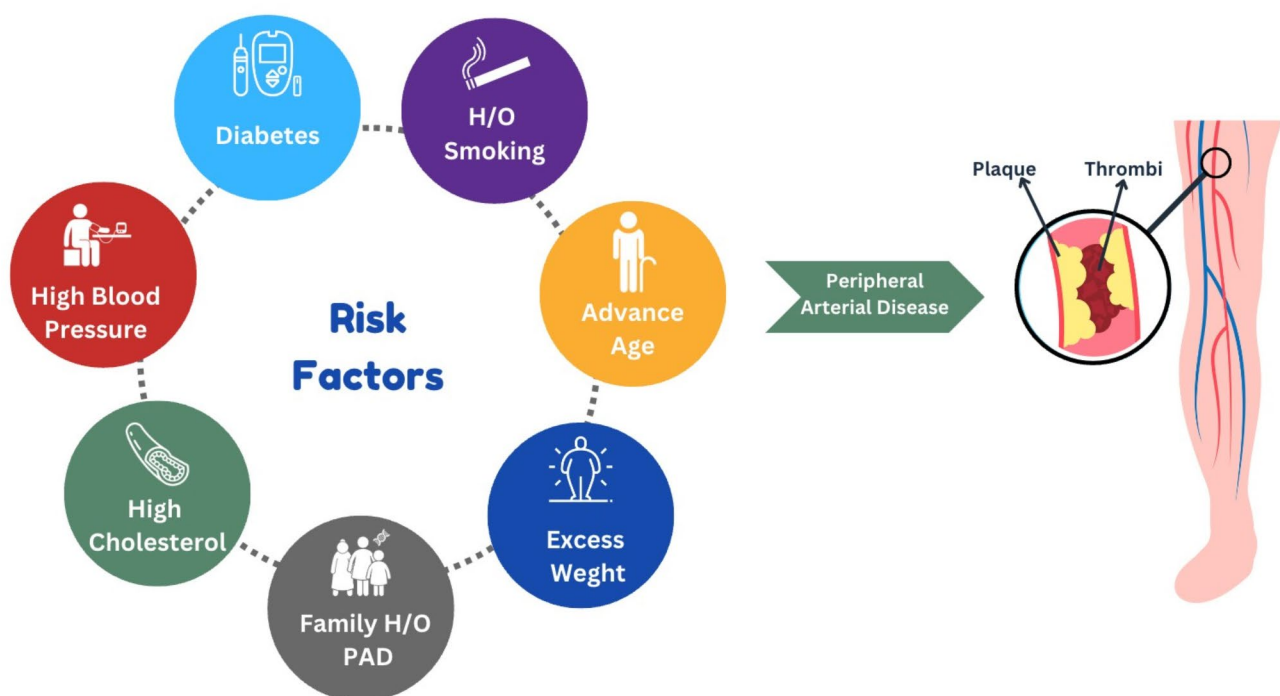 Diabetes
H/O
Smoking
High Blood
Pressure
Advance
Age
Risk
Factors
High
Cholesterol
Excess
Weght
Family H/O
PAD
Peripheral
Arterial Disease
Plaque
Thrombi